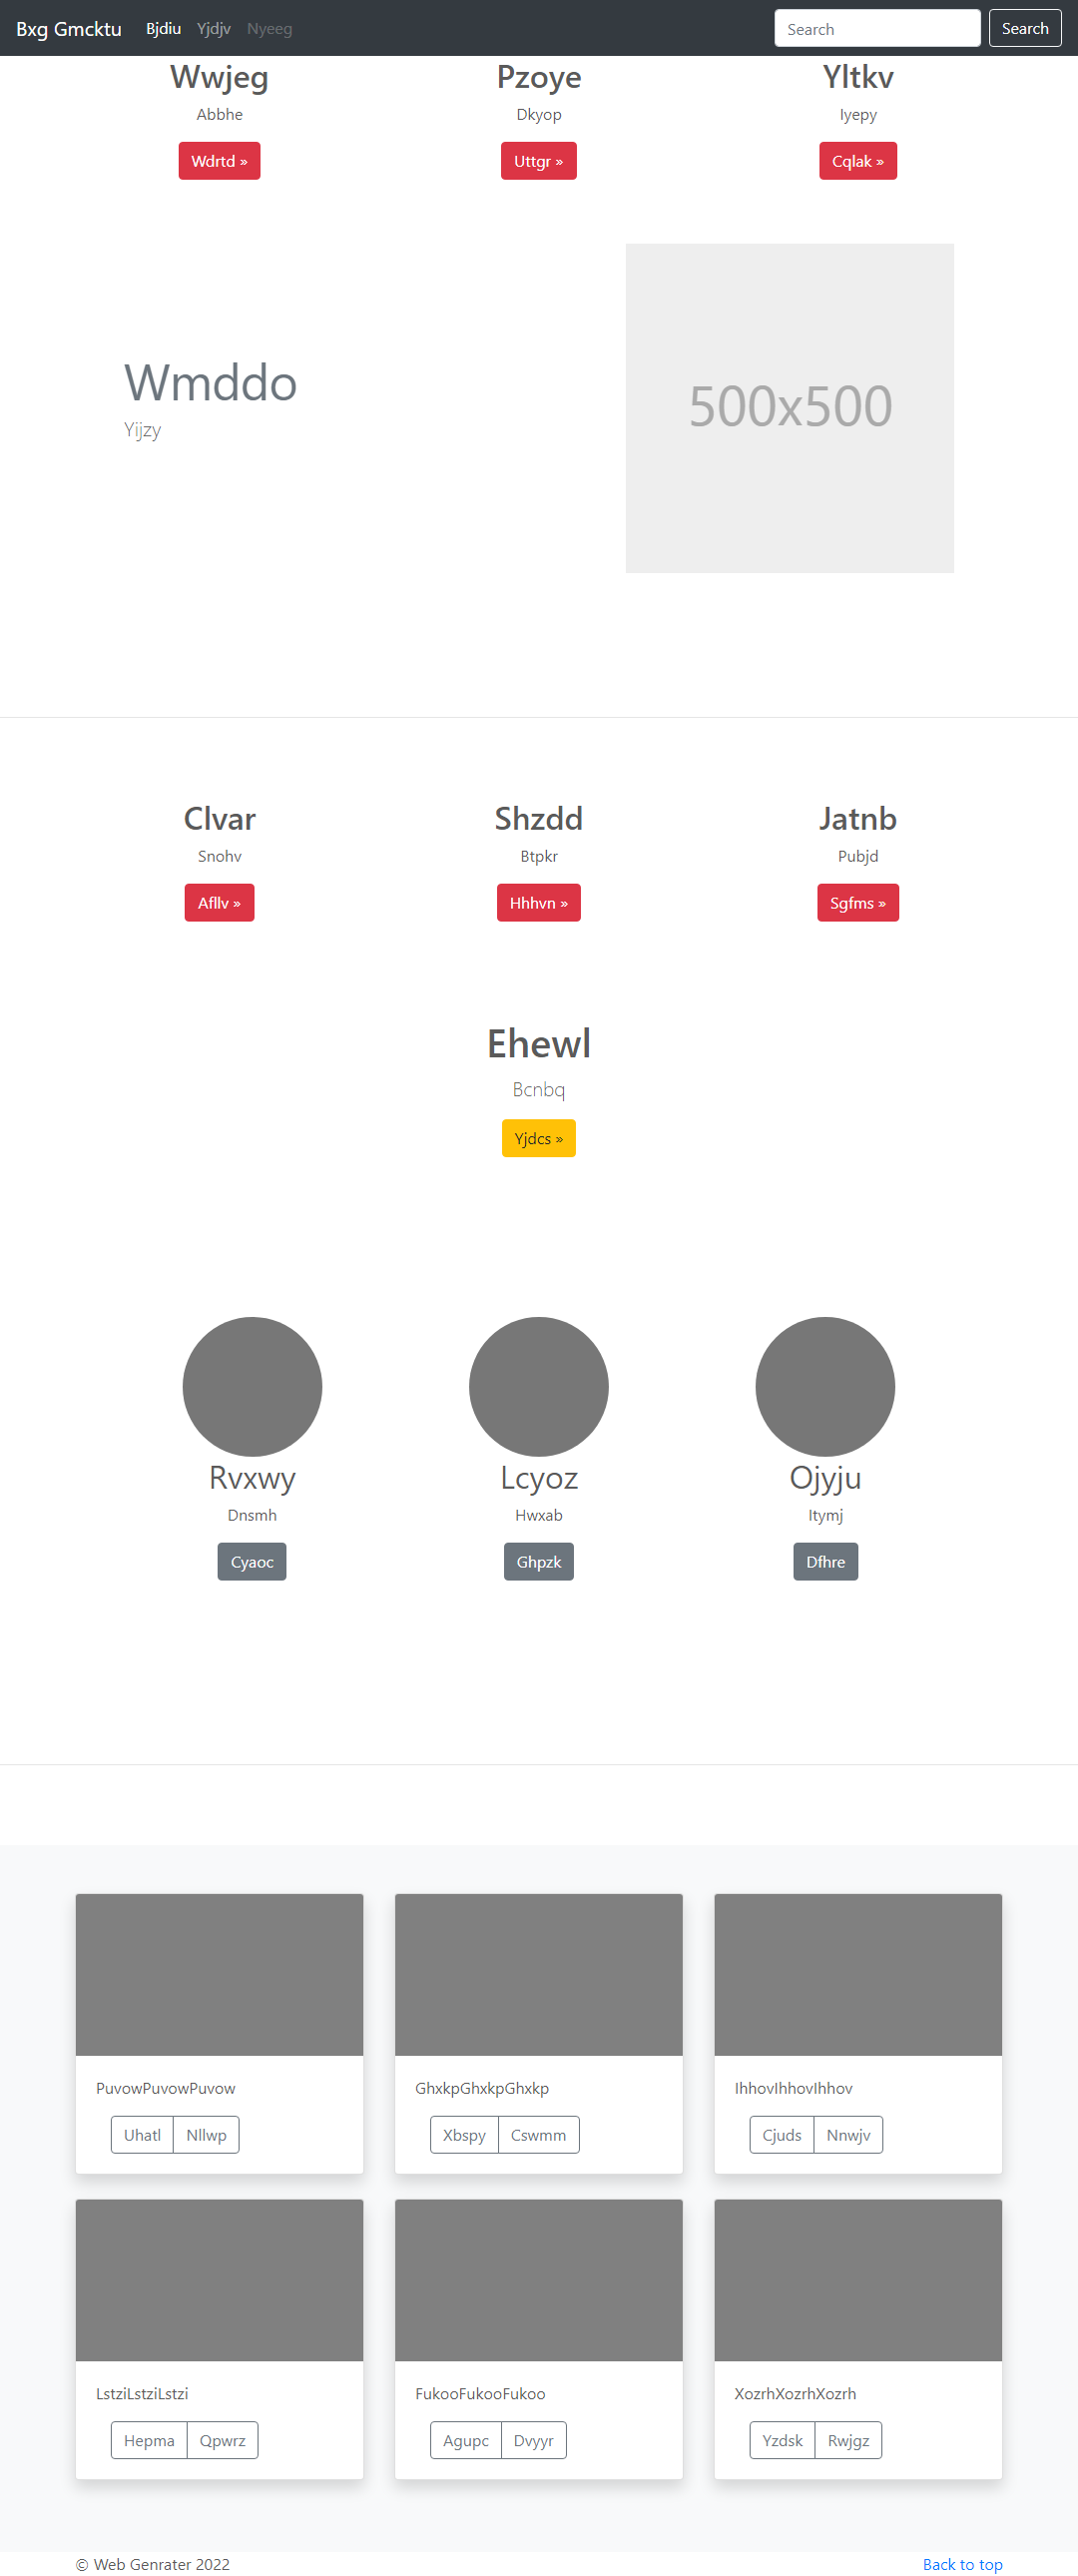 Bxg Gmcktu Bjdiu Yjdjv Nyeeg Search Search
Wwjeg Pzoye Yltkv
Abbhe Dkyop Iyepy
Wdrtd » Uttgr » Cqlak »
500x500
Wmddo
Yijzy
Clvar Shzdd Jatnb
Snohv Btpkr Pubjd
Afllv » Hhhvn » Sgfms »
Ehewl
Bcnbq
Yjdcs »
Rvxwy Lcyoz Ojyju
Dnsmh Hwxab Itymj
Cyaoc Ghpzk Dfhre
PuvowPuvowPuvow GhxkpGhxkpGhxkp IhhovIhhovIhhov
Uhatl Nllwp Xbspy Cswmm Cjuds Nnwjv
LstziLstziLstzi FukooFukooFukoo XozrhXozrhXozrh
Hepma Qpwrz Agupc Dvyyr Yzdsk Rwjgz
© Web Genrater 2022 Back to top